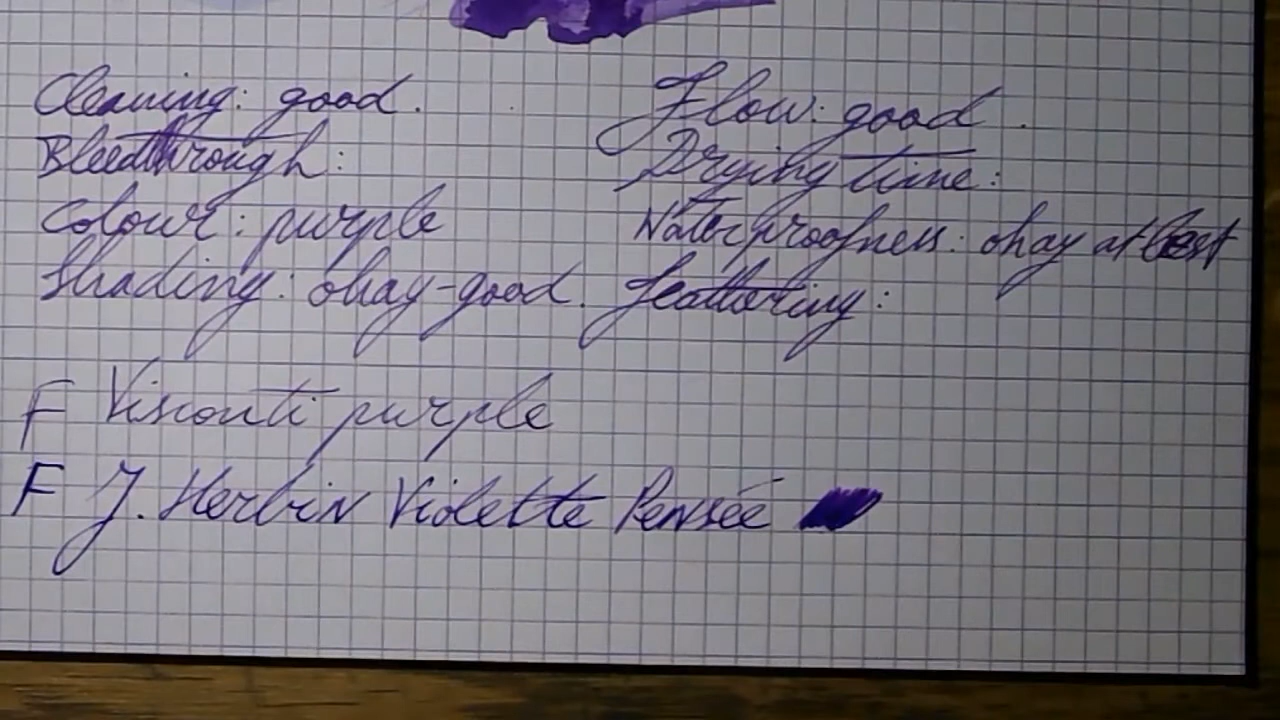 Cleaning: good.
Flow: good.
Bleedthrough:
Drying time:
Colour: purple
Waterproofness: okay at best
Shading: okay-good.
Feathering:
F Visconti purple
F J. Herbin Violette Pensée